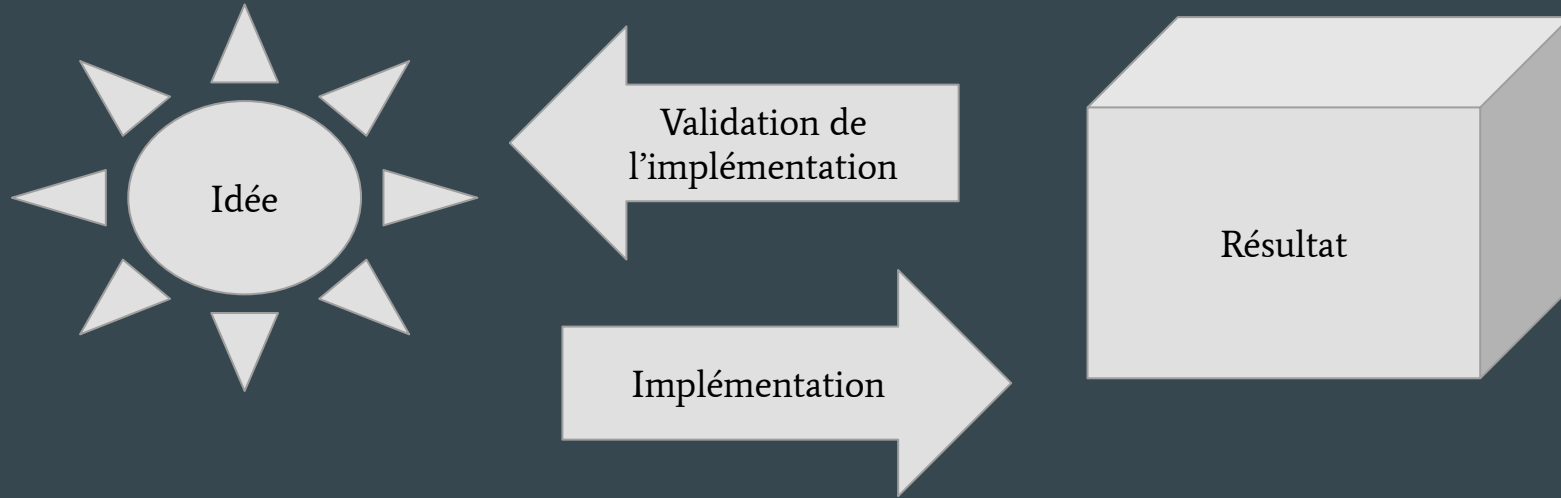 Idée
Validation de
l’implémentation
Implémentation
Résultat